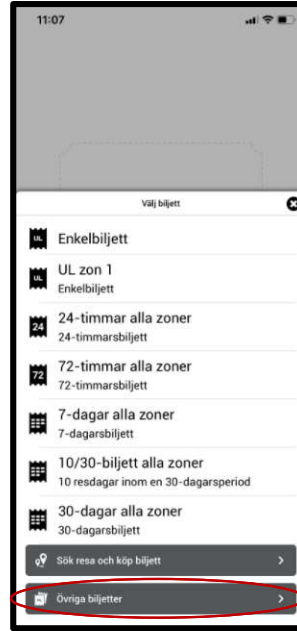 11:07
Välj biljett
UL
Enkelbiljett
UL
UL zon 1
Enkelbiljett
24
24-timmar alla zoner
24-timmarsbiljett
72
72-timmar alla zoner
72-timmarsbiljett
7-dagar alla zoner
7-dagarsbiljett
10/30-biljett alla zoner
10 resdagar inom en 30-dagarsperiod
30-dagar alla zoner
30-dagarsbiljett
Sök resa och köp biljett
Övriga biljetter